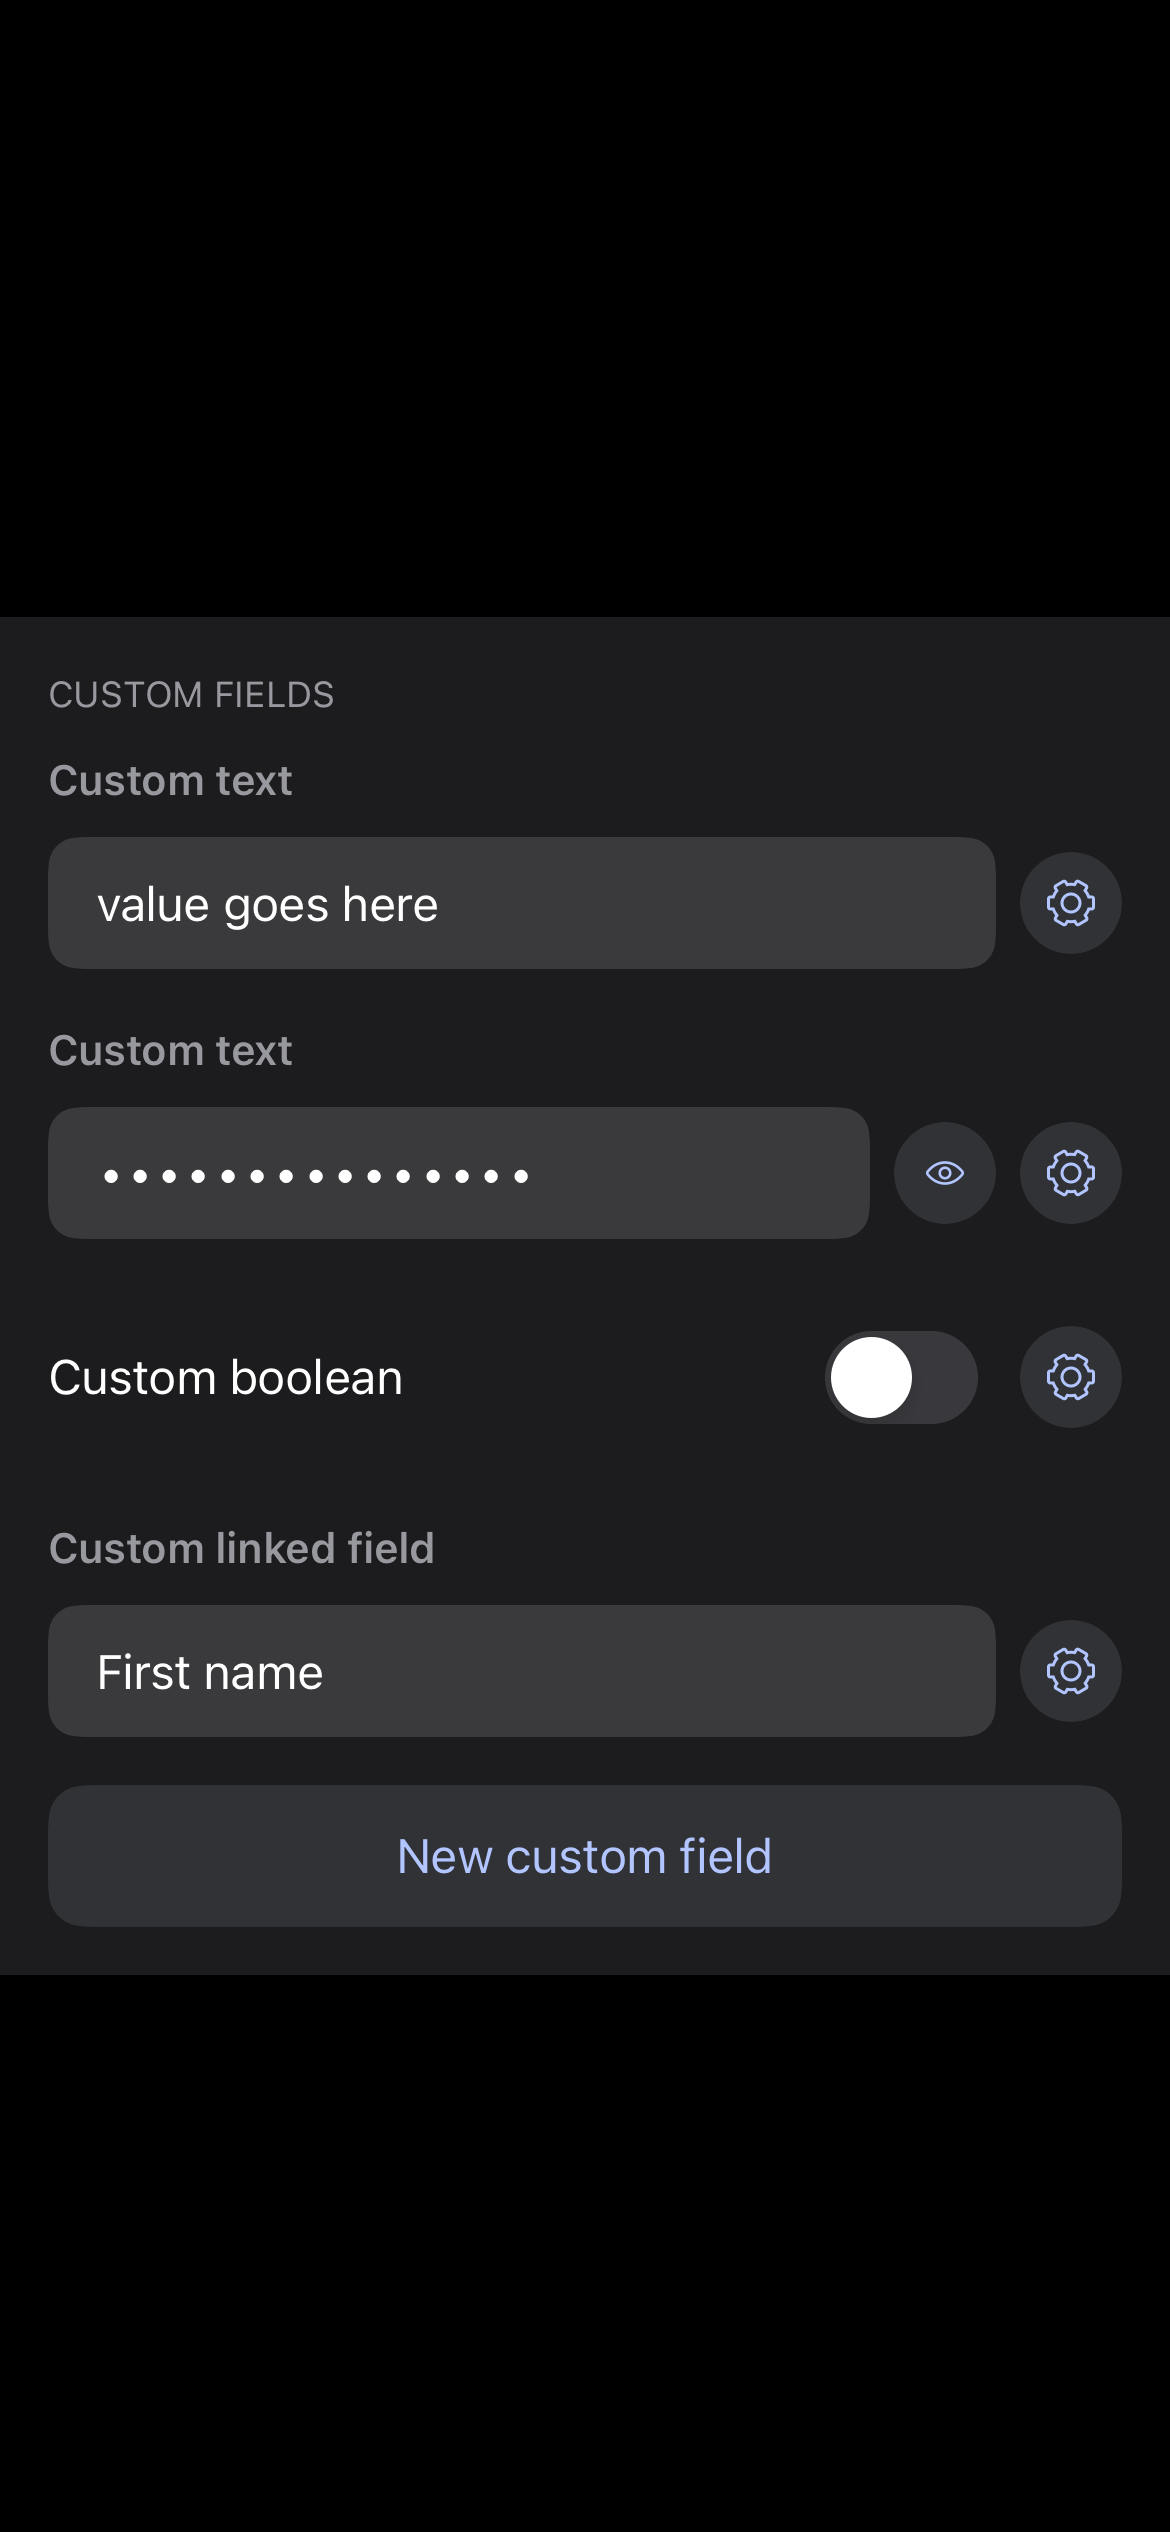 CUSTOM FIELDS
Custom text
value goes here
Custom text
•••••••••••••••
Custom boolean
Custom linked field
First name
New custom field